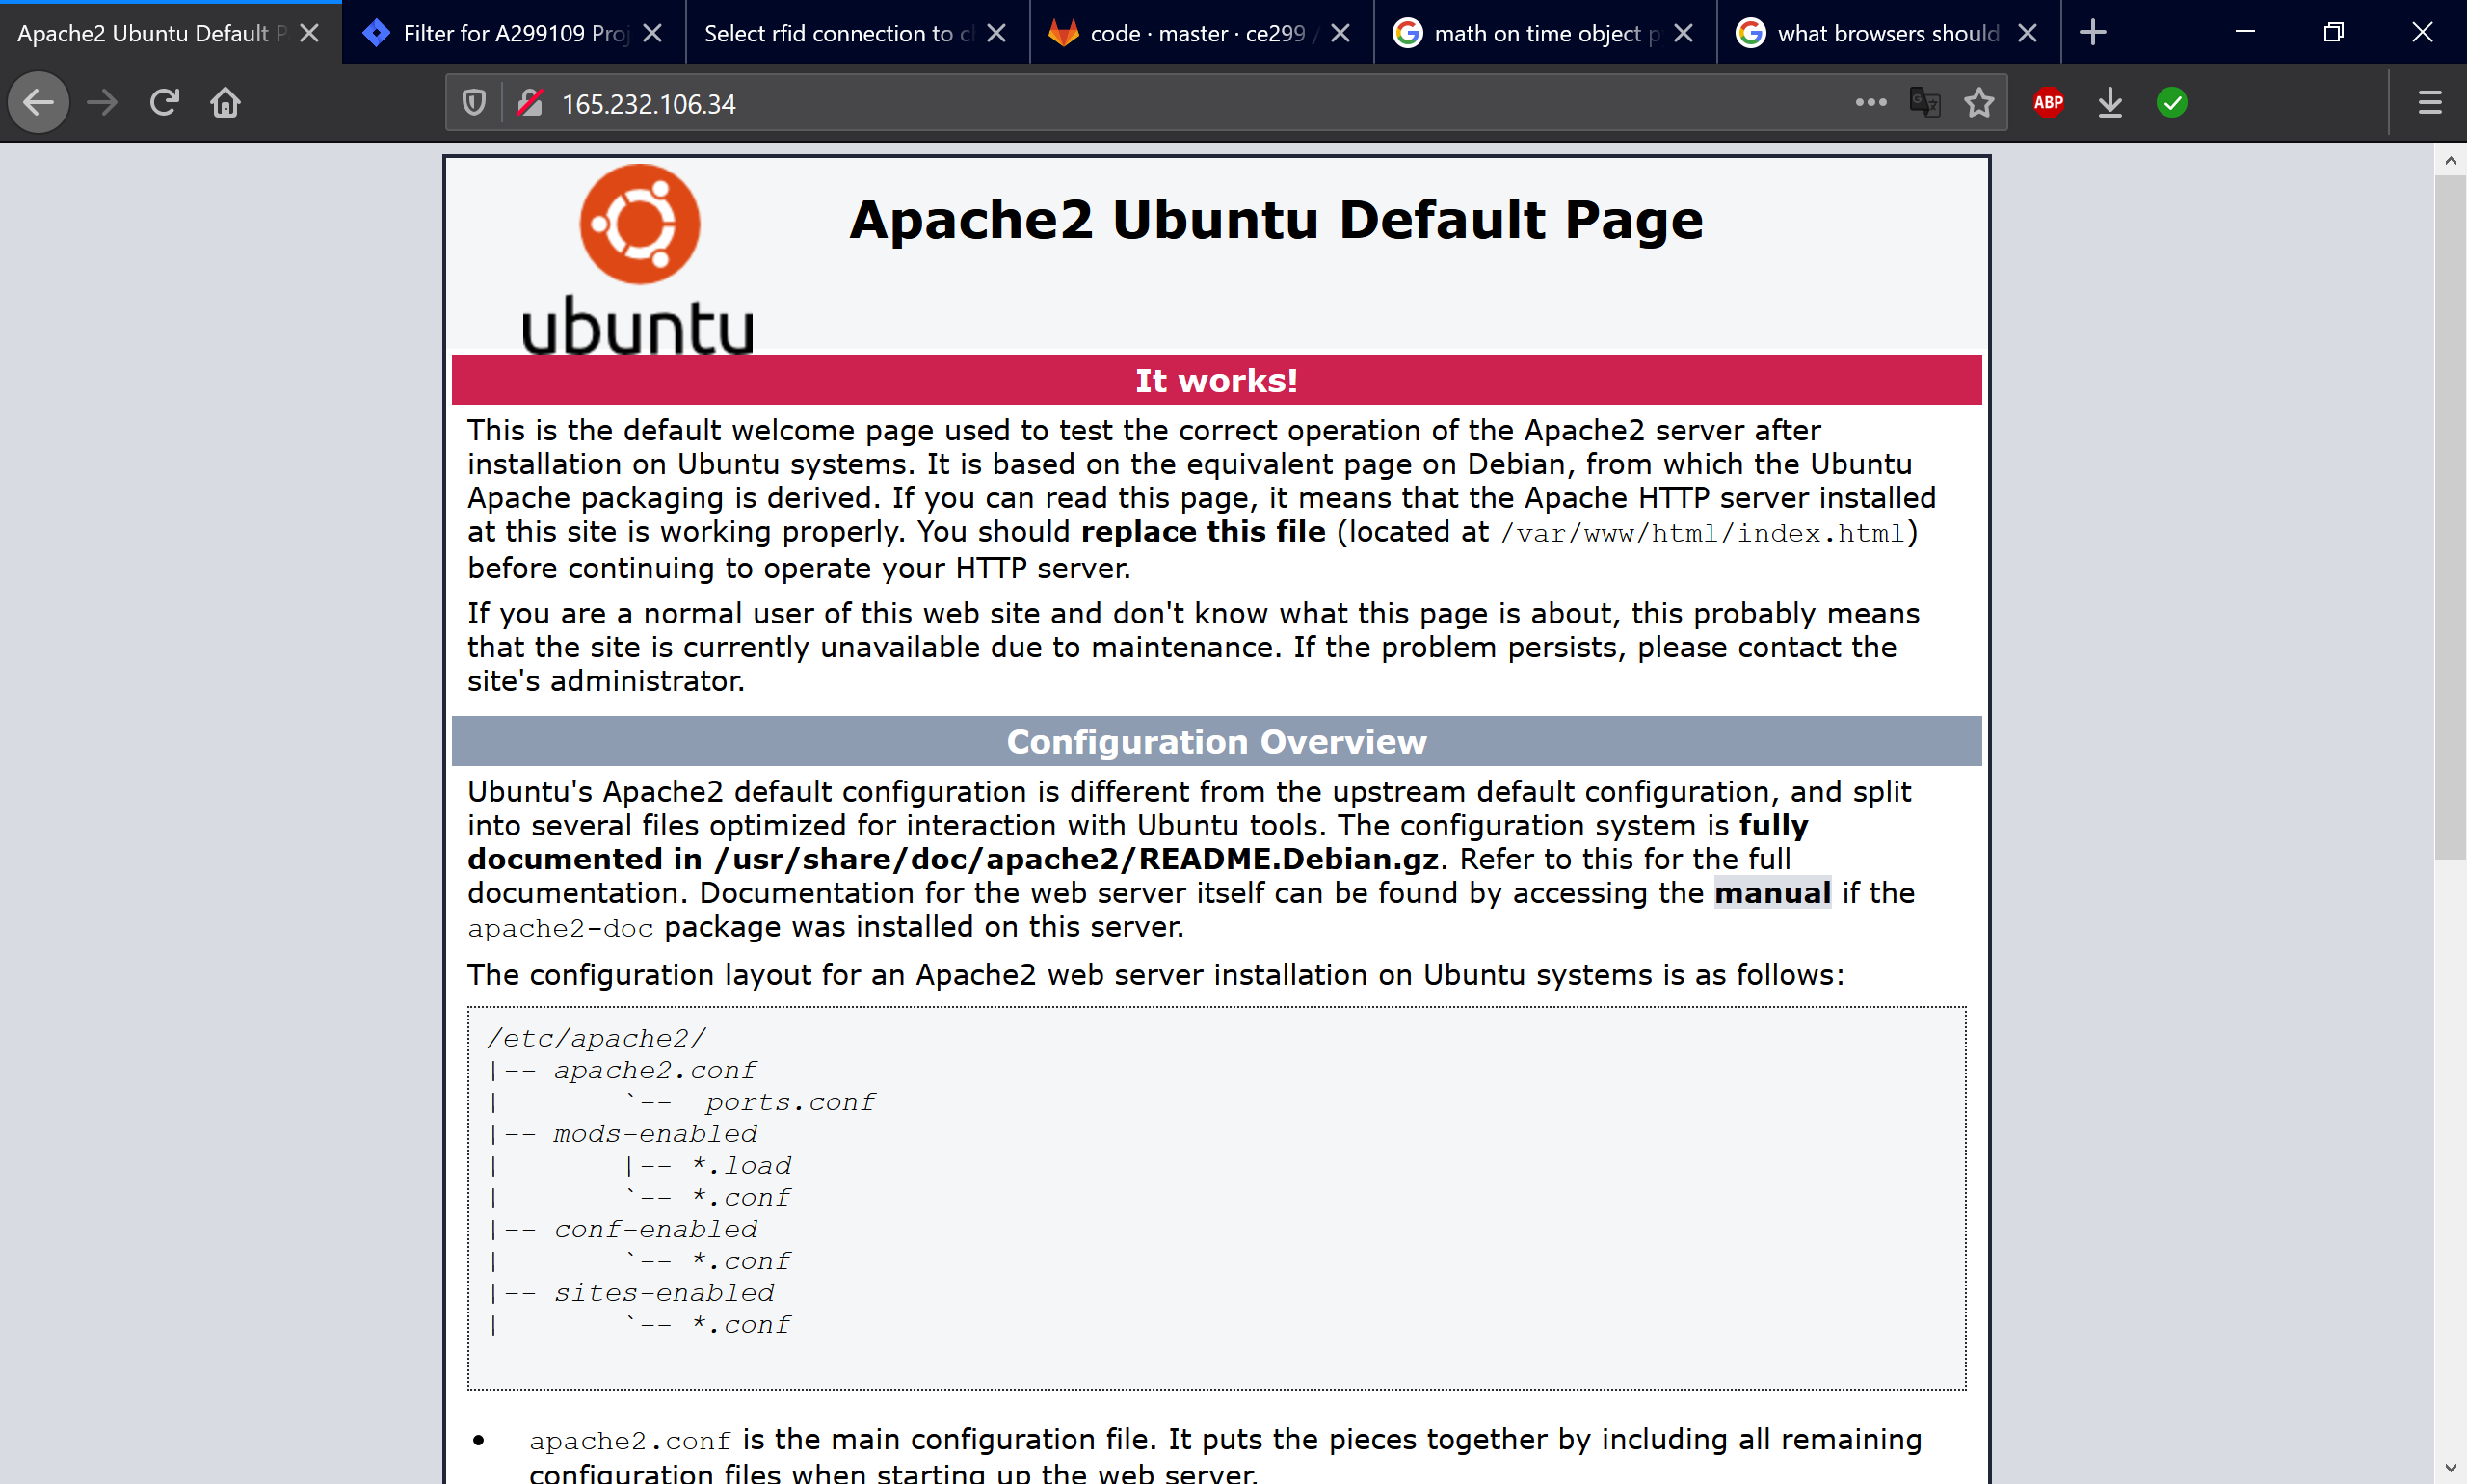 Apache2 Ubuntu Default P
Filter for A299109 Proj
Select rfid connection to cl
code · master · ce299 /
math on time object p
what browsers should
165.232.106.34
ABP
ubuntu
Apache2 Ubuntu Default Page
It works!
This is the default welcome page used to test the correct operation of the Apache2 server after
installation on Ubuntu systems. It is based on the equivalent page on Debian, from which the Ubuntu
Apache packaging is derived. If you can read this page, it means that the Apache HTTP server installed
at this site is working properly. You should replace this file (located at /var/www/html/index.html)
before continuing to operate your HTTP server.
If you are a normal user of this web site and don't know what this page is about, this probably means
that the site is currently unavailable due to maintenance. If the problem persists, please contact the
site's administrator.
Configuration Overview
Ubuntu's Apache2 default configuration is different from the upstream default configuration, and split
into several files optimized for interaction with Ubuntu tools. The configuration system is fully
documented in /usr/share/doc/apache2/README.Debian.gz. Refer to this for the full
documentation. Documentation for the web server itself can be found by accessing the manual if the
apache2-doc package was installed on this server.
The configuration layout for an Apache2 web server installation on Ubuntu systems is as follows:
/etc/apache2/
|-- apache2.conf
|       `--  ports.conf
|-- mods-enabled
|       |-- *.load
|       `-- *.conf
|-- conf-enabled
|       `-- *.conf
|-- sites-enabled
|       `-- *.conf
• apache2.conf is the main configuration file. It puts the pieces together by including all remaining
configuration files when starting up the web server.